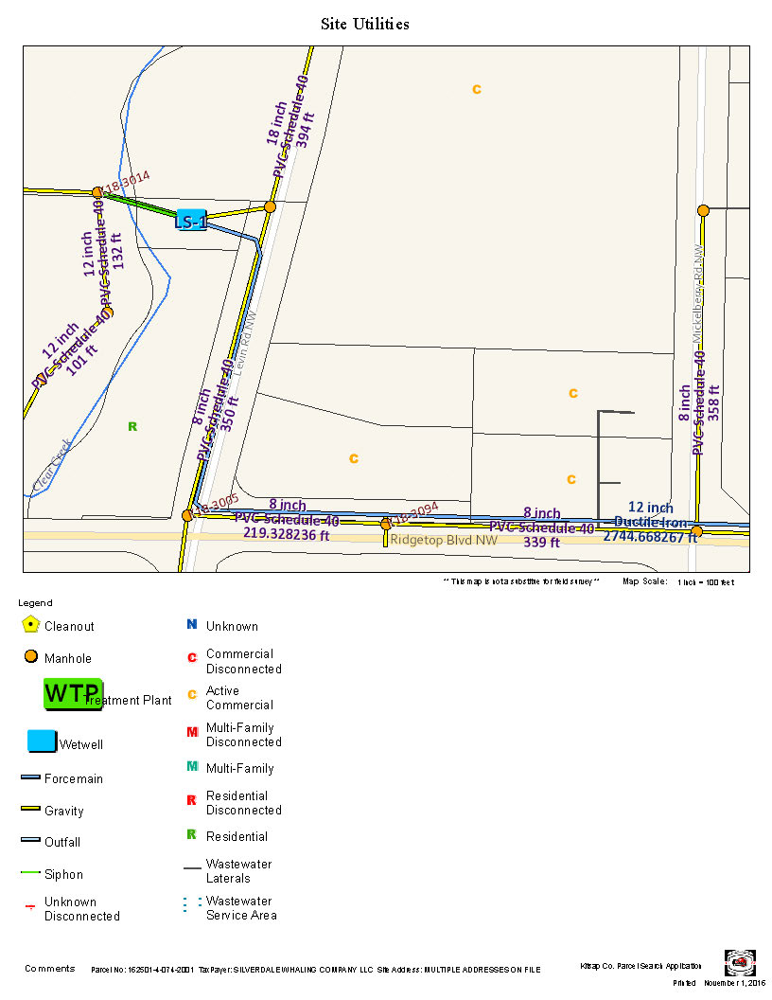 Site Utilities
C
18 inch
PVC Schedule 40
394 ft
18-3014
LS-1
12 inch
PVC Schedule 40
132 ft
12 inch
PVC Schedule 40
101 ft
Levin Rd NW
Mickelberry Rd NW
8 inch
PVC Schedule 40
350 ft
8 inch
PVC Schedule 40
358 ft
C
R
C
C
Clear Creek
18-3005
8 inch
PVC Schedule 40
219.328236 ft
18-3094
8 inch
PVC Schedule 40
339 ft
12 inch
Ductile Iron
2744.668267 ft
Ridgetop Blvd NW
** This map is not a substitute for field survey ** Map Scale: 1 inch = 100 feet
Legend
Cleanout
Manhole
WTP Treatment Plant
Wetwell
Forcemain
Gravity
Outfall
Siphon
Unknown
Disconnected
N Unknown
C Commercial
Disconnected
C Active
Commercial
M Multi-Family
Disconnected
M Multi-Family
R Residential
Disconnected
R Residential
Wastewater
Laterals
Wastewater
Service Area
Comments Parcel No: 162501-4-074-2001 TaxPayer: SILVERDALE WHALING COMPANY LLC Site Address: MULTIPLE ADDRESSES ON FILE
Kitsap Co. Parcel Search Application
Printed November 1, 2016